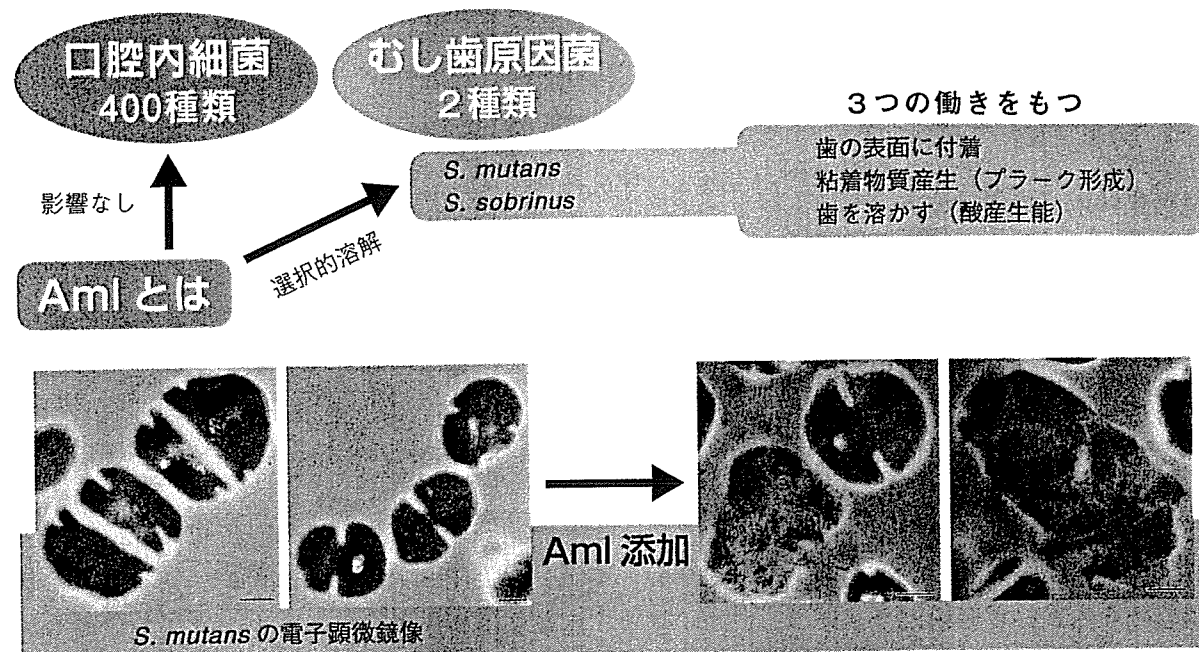 口腔内細菌
400種類
むし歯原因菌
2種類
3つの働きをもつ
S. mutans
S. sobrinus
歯の表面に付着
粘着物質産生（プラーク形成）
歯を溶かす（酸産生能）
影響なし
選択的溶解
Aml とは
Aml 添加
S. mutans の電子顕微鏡像